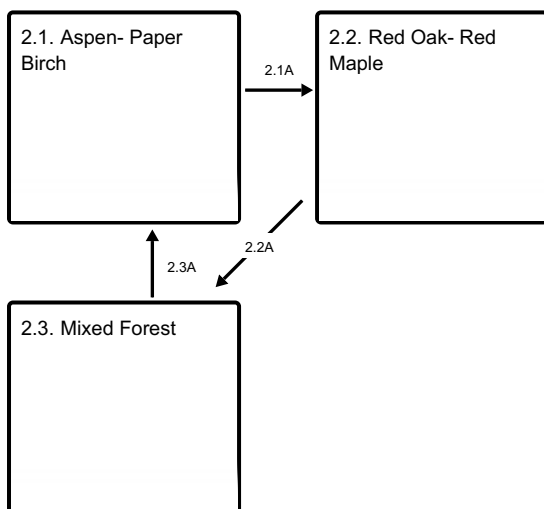 2.1. Aspen- Paper
Birch
2.1A
2.2. Red Oak- Red
Maple
2.2A
2.3A
2.3. Mixed Forest